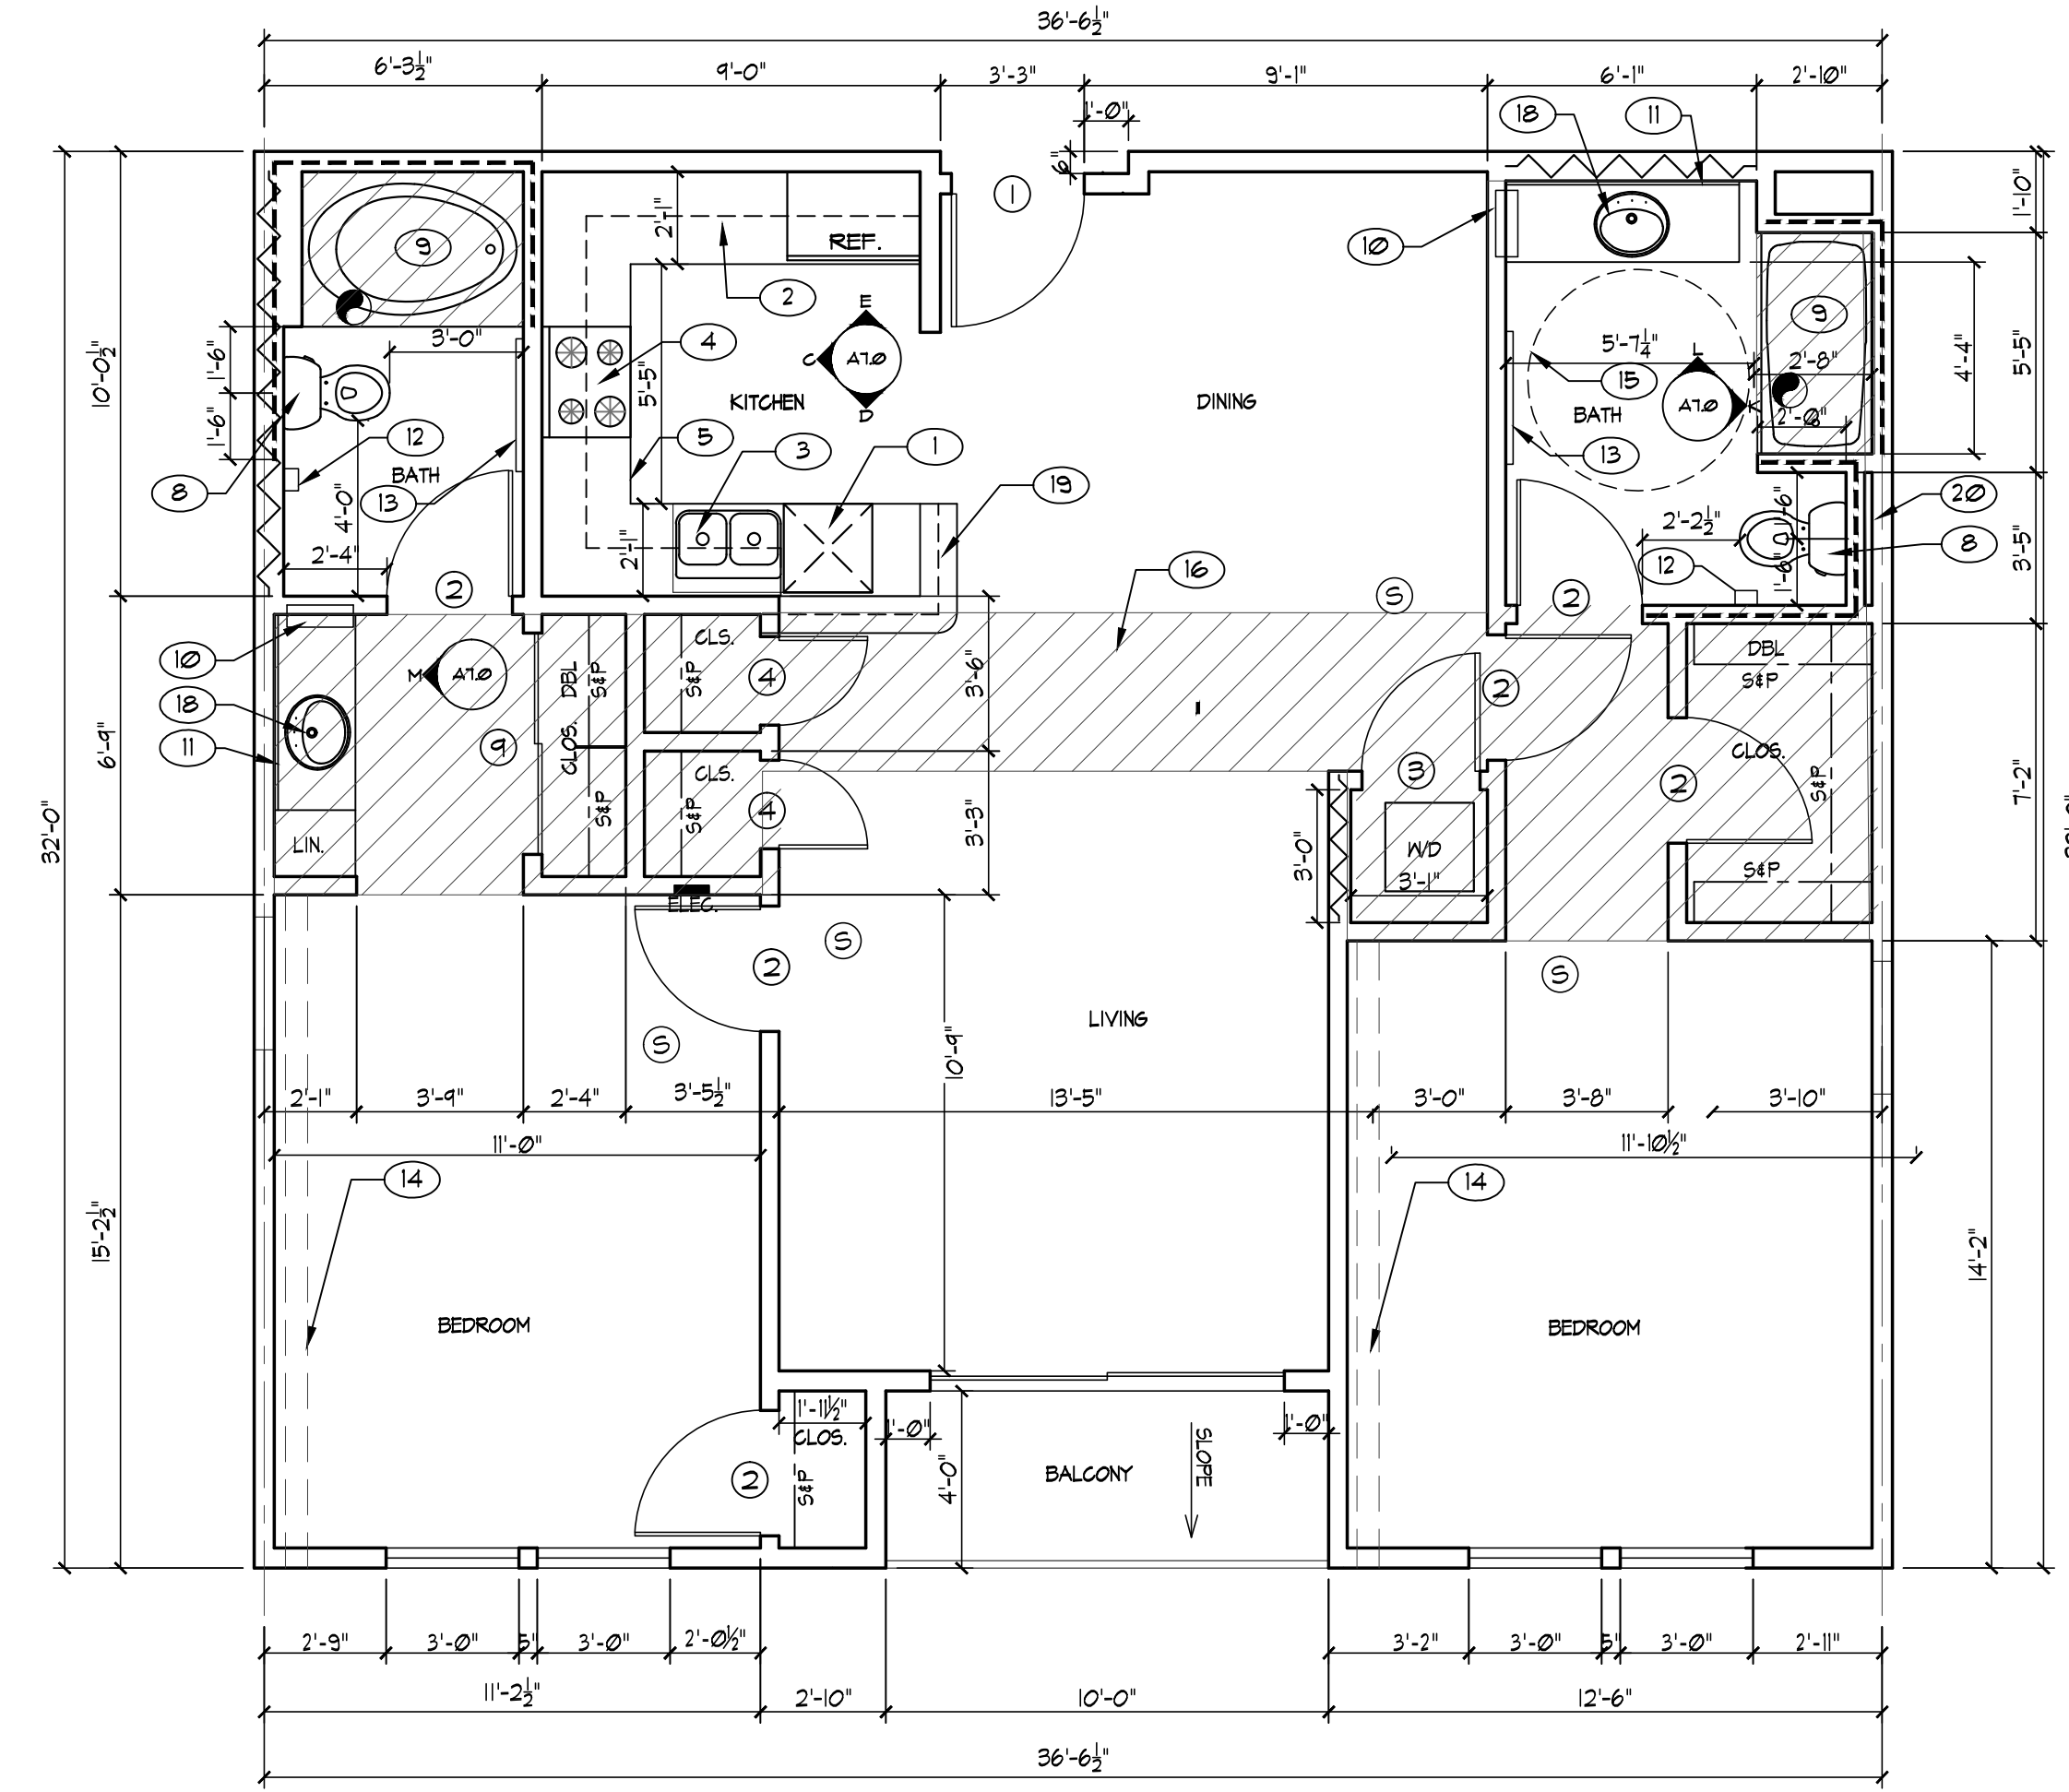 36'-6½"
6'-3½" 9'-0" 3'-3" 9'-1" 6'-1" 2'-10"
1'-0"
18 11
6"
1
9
2'-1"
REF.
10
2
E
C A7.0
D
4
3'-0"
5'-5"
KITCHEN
DINING
9
5'-7¼"
2'-8"
15
L
A7.0 K
BATH
2'-0"
13
1'-10"
5'-5"
4'-4"
10'-0½"
1'-6"
1'-6"
12
BATH
13
8
4'-0"
2'-4"
2
5
3
1
19
2'-1"
16
S
2
2'-2½"
1'-6"
1'-6"
12
20
8
3'-5"
10
18
11
M A7.0
9
LIN.
DBL
S&P
CLOS.
S&P
CLS.
S&P
4
CLS.
S&P
4
3'-6"
3'-3"
2
3
W/D
3'-1"
3'-0"
DBL
S&P
CLOS.
S&P
2
S&P
7'-2"
6'-9"
32'-0"
ELEC.
2
S
S
S
LIVING
10'-9"
2'-1" 3'-9" 2'-4" 3'-5½" 13'-5" 3'-0" 3'-8" 3'-10"
11'-0" 11'-10½"
14 14
15'-2½"
14'-2"
BEDROOM BEDROOM
1'-11½"
CLOS.
S&P
2
1'-0" 1'-0"
4'-0"
BALCONY
SLOPE
2'-9" 3'-0" 5" 3'-0" 2'-0½" 3'-2" 3'-0" 5" 3'-0" 2'-11"
11'-2½" 2'-10" 10'-0" 12'-6"
36'-6½"